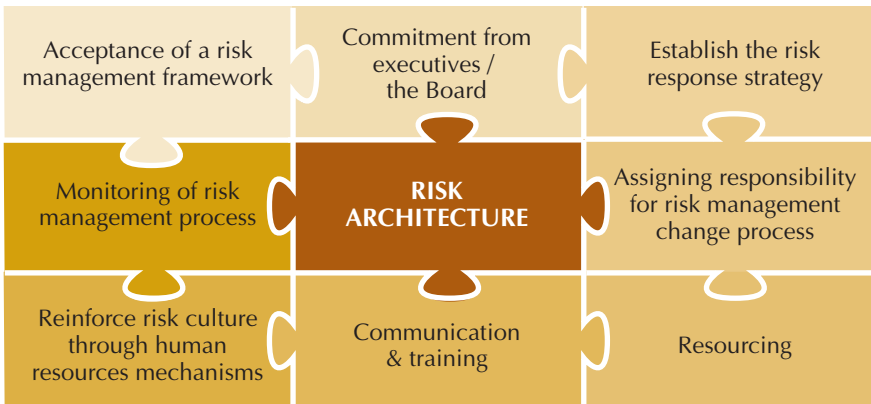 Acceptance of a risk
management framework
Commitment from
executives /
the Board
Establish the risk
response strategy
Monitoring of risk
management process
RISK
ARCHITECTURE
Assigning responsibility
for risk management
change process
Reinforce risk culture
through human
resources mechanisms
Communication
& training
Resourcing